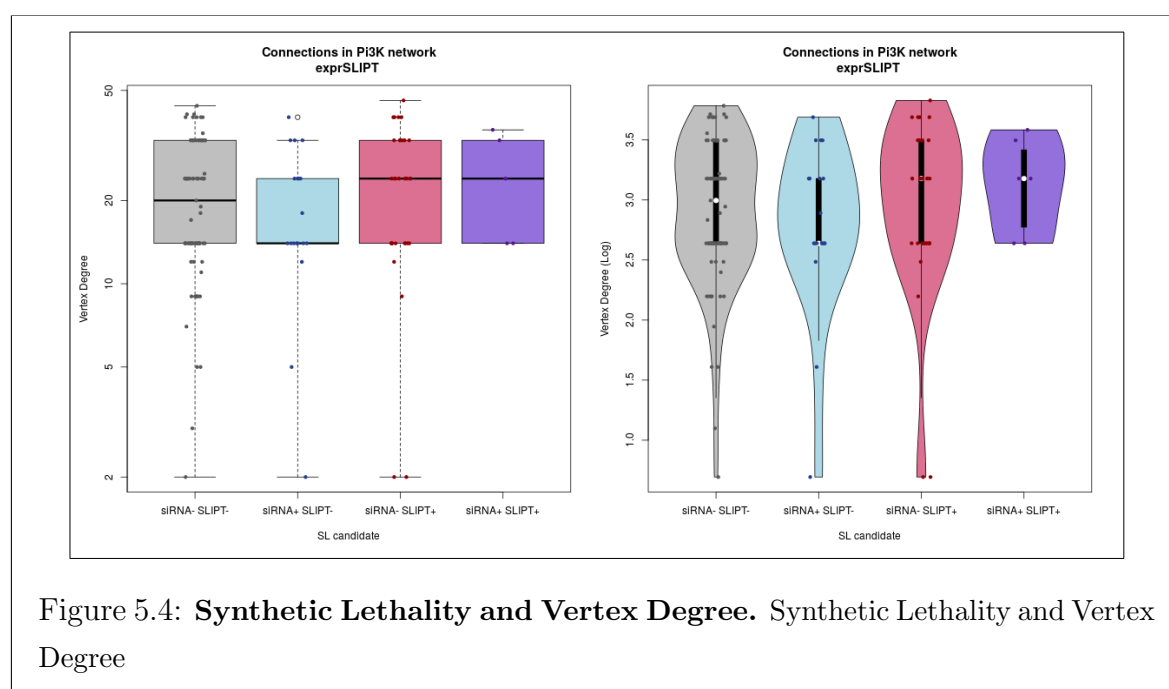 Connections in Pi3K network
exprSLIPT
Vertex Degree
50
20
10
5
2
siRNA- SLIPT-
siRNA+ SLIPT-
siRNA- SLIPT+
siRNA+ SLIPT+
SL candidate
Connections in Pi3K network
exprSLIPT
Vertex Degree (Log)
3.5
3.0
2.5
2.0
1.5
1.0
siRNA- SLIPT-
siRNA+ SLIPT-
siRNA- SLIPT+
siRNA+ SLIPT+
SL candidate
Figure 5.4: Synthetic Lethality and Vertex Degree. Synthetic Lethality and Vertex
Degree